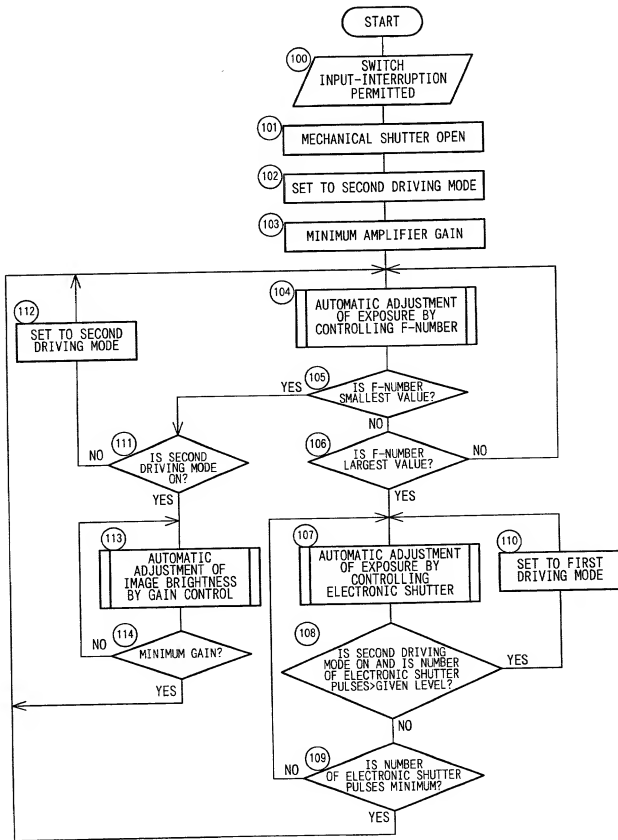 START
100
SWITCH
INPUT-INTERRUPTION
PERMITTED
101
MECHANICAL SHUTTER OPEN
102
SET TO SECOND DRIVING MODE
103
MINIMUM AMPLIFIER GAIN
104
AUTOMATIC ADJUSTMENT
OF EXPOSURE BY
CONTROLLING F-NUMBER
112
SET TO SECOND
DRIVING MODE
105
YES
IS F-NUMBER
SMALLEST VALUE?
NO
111
NO
IS SECOND
DRIVING MODE
ON?
YES
106
IS F-NUMBER
LARGEST VALUE?
NO
YES
113
AUTOMATIC
ADJUSTMENT OF
IMAGE BRIGHTNESS
BY GAIN CONTROL
107
AUTOMATIC ADJUSTMENT
OF EXPOSURE BY
CONTROLLING
ELECTRONIC SHUTTER
110
SET TO FIRST
DRIVING MODE
114
NO
MINIMUM GAIN?
YES
108
IS SECOND DRIVING
MODE ON AND IS NUMBER
OF ELECTRONIC SHUTTER
PULSES>GIVEN LEVEL?
YES
NO
109
NO
IS NUMBER
OF ELECTRONIC SHUTTER
PULSES MINIMUM?
YES